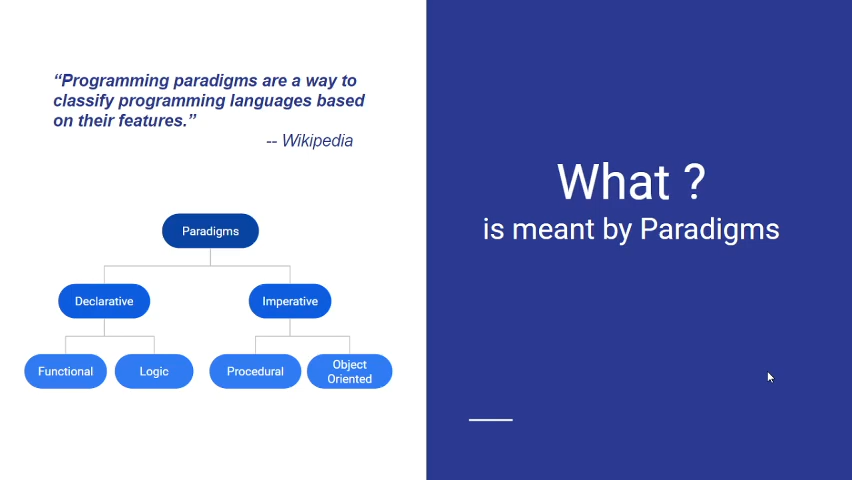 “Programming paradigms are a way to
classify programming languages based
on their features.”
-- Wikipedia
Paradigms
Declarative
Imperative
Functional
Logic
Procedural
Object
Oriented
What ?
is meant by Paradigms